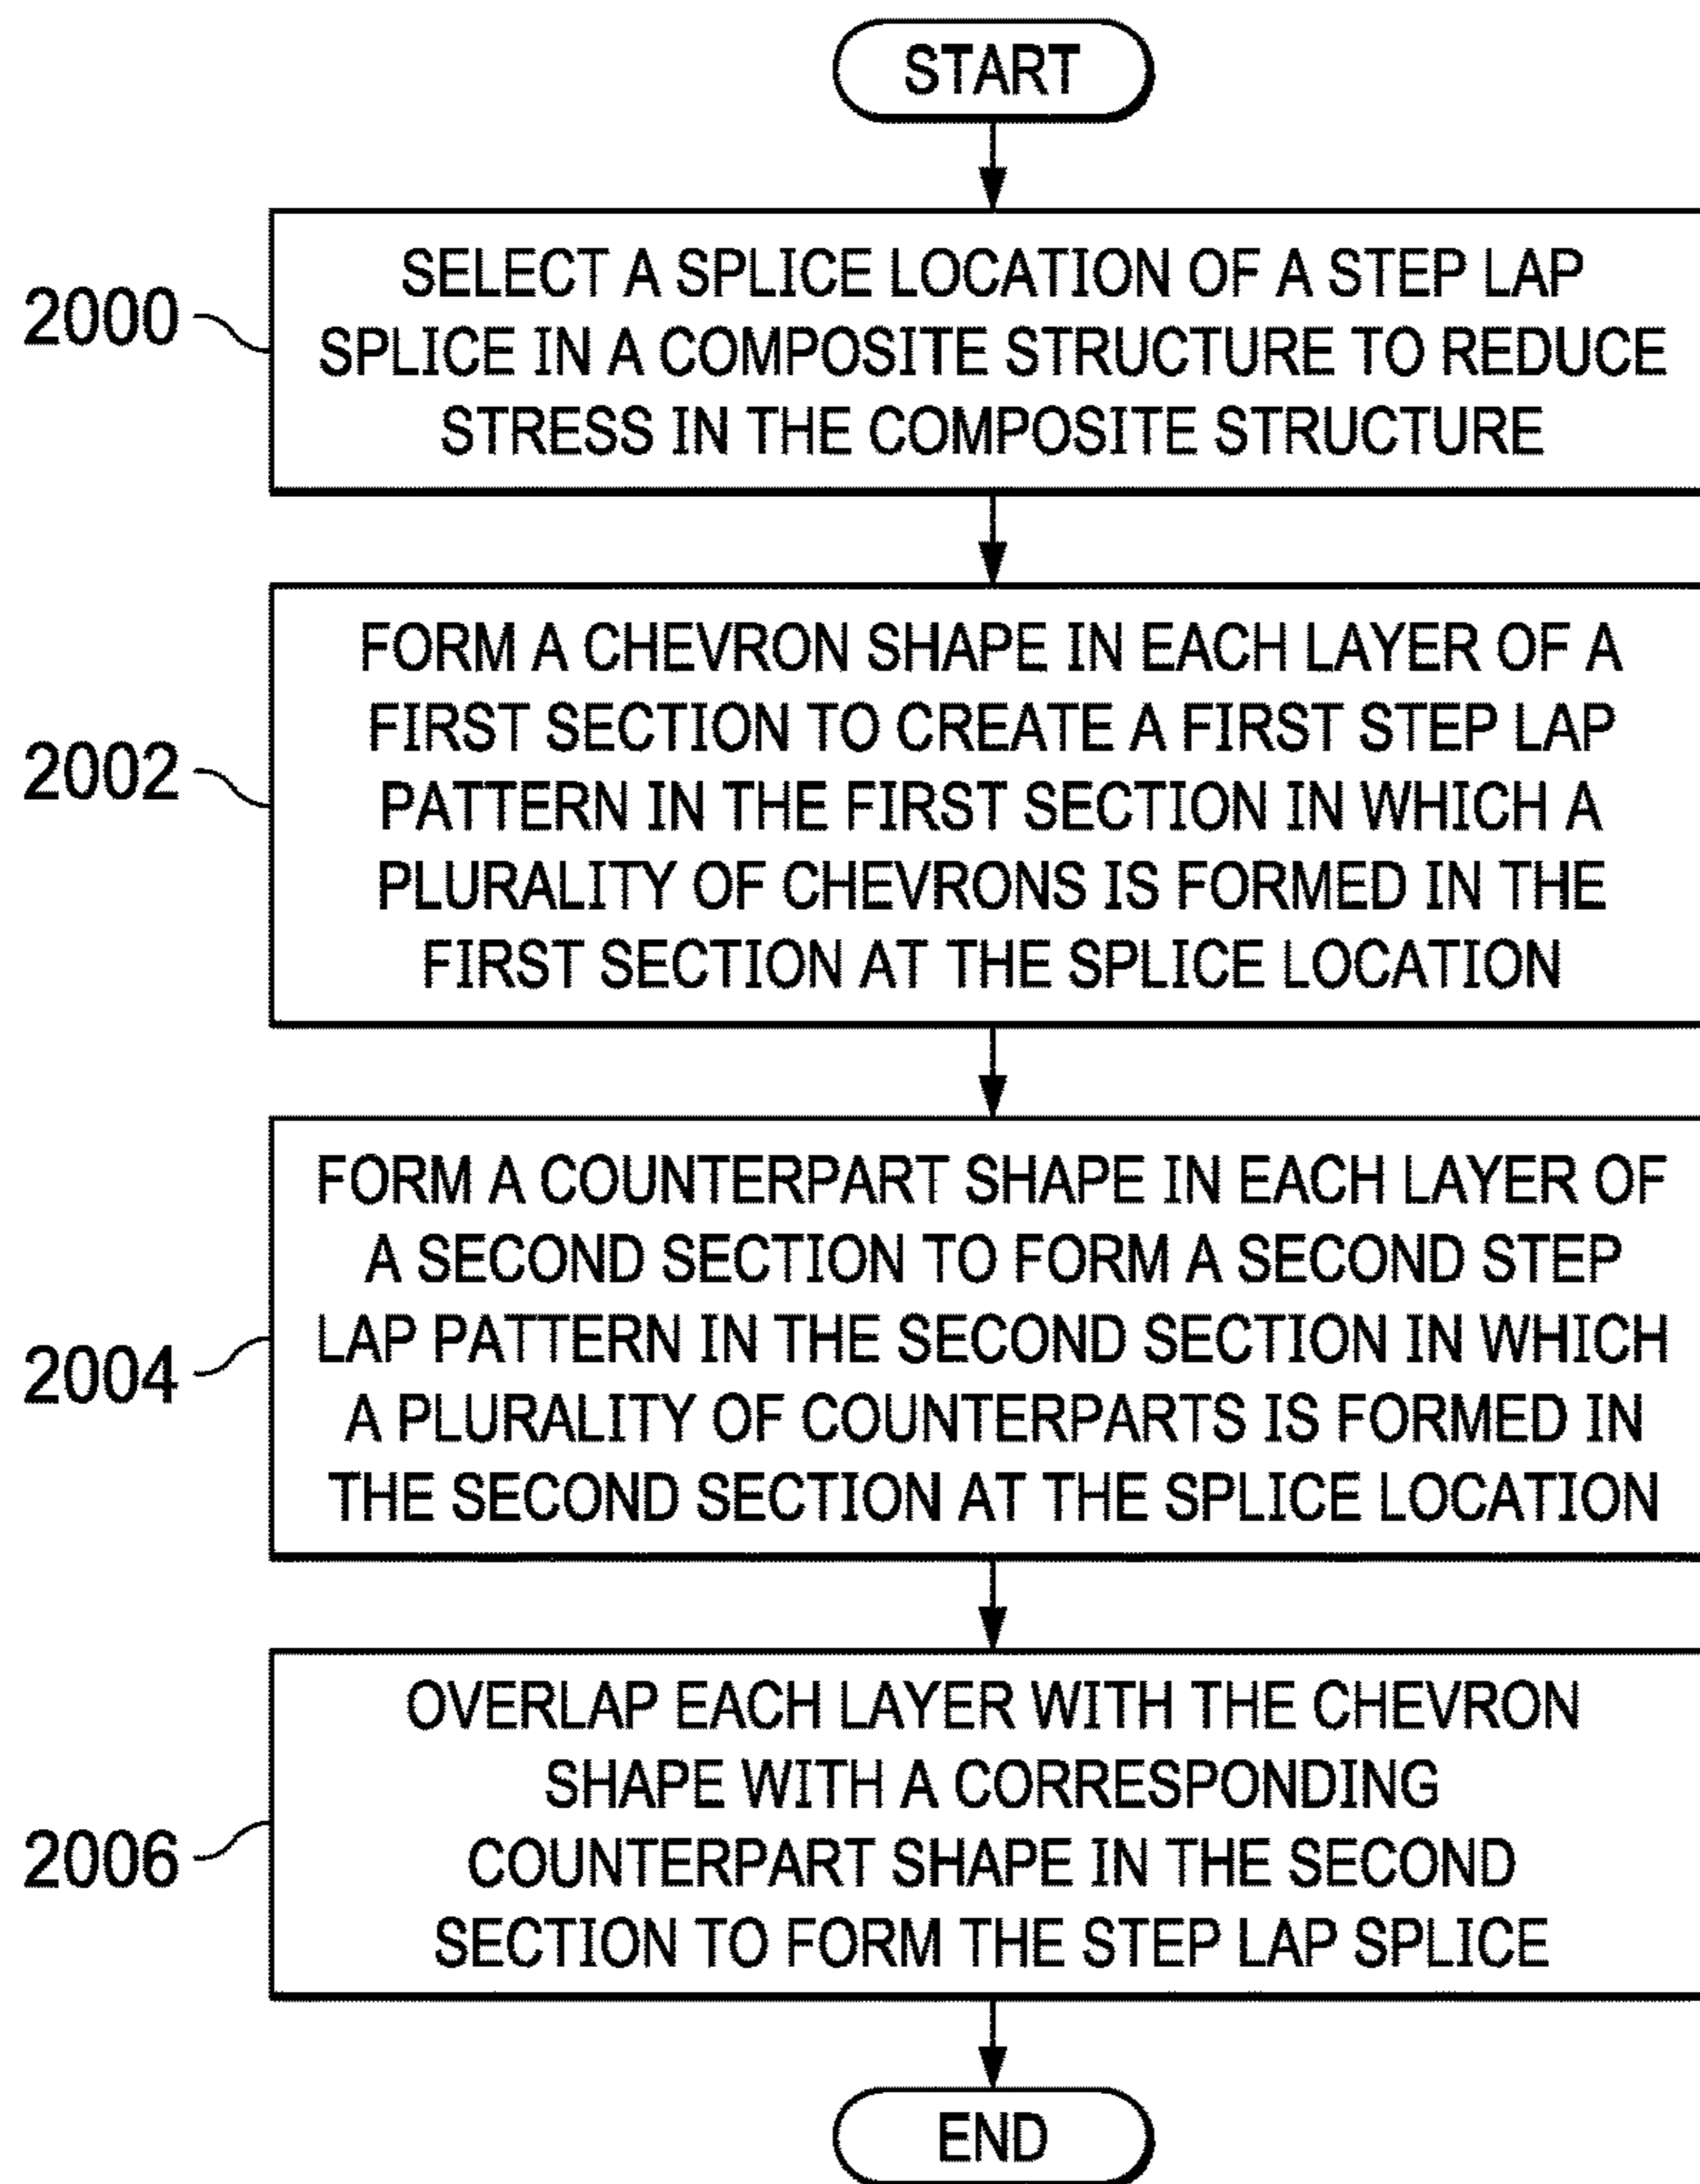 START
2000
SELECT A SPLICE LOCATION OF A STEP LAP
SPLICE IN A COMPOSITE STRUCTURE TO REDUCE
STRESS IN THE COMPOSITE STRUCTURE
2002
FORM A CHEVRON SHAPE IN EACH LAYER OF A
FIRST SECTION TO CREATE A FIRST STEP LAP
PATTERN IN THE FIRST SECTION IN WHICH A
PLURALITY OF CHEVRONS IS FORMED IN THE
FIRST SECTION AT THE SPLICE LOCATION
2004
FORM A COUNTERPART SHAPE IN EACH LAYER OF
A SECOND SECTION TO FORM A SECOND STEP
LAP PATTERN IN THE SECOND SECTION IN WHICH
A PLURALITY OF COUNTERPARTS IS FORMED IN
THE SECOND SECTION AT THE SPLICE LOCATION
2006
OVERLAP EACH LAYER WITH THE CHEVRON
SHAPE WITH A CORRESPONDING
COUNTERPART SHAPE IN THE SECOND
SECTION TO FORM THE STEP LAP SPLICE
END